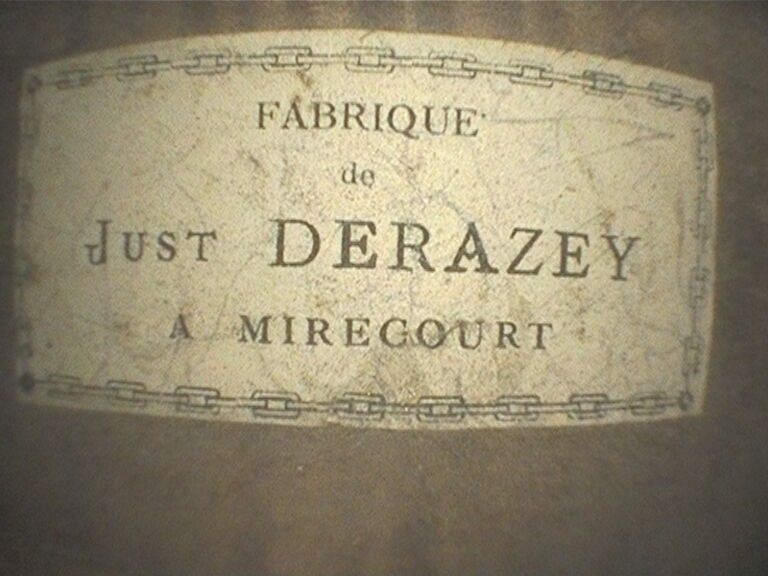 FABRIQUE
de
JUST DERAZEY
A MIRECOURT